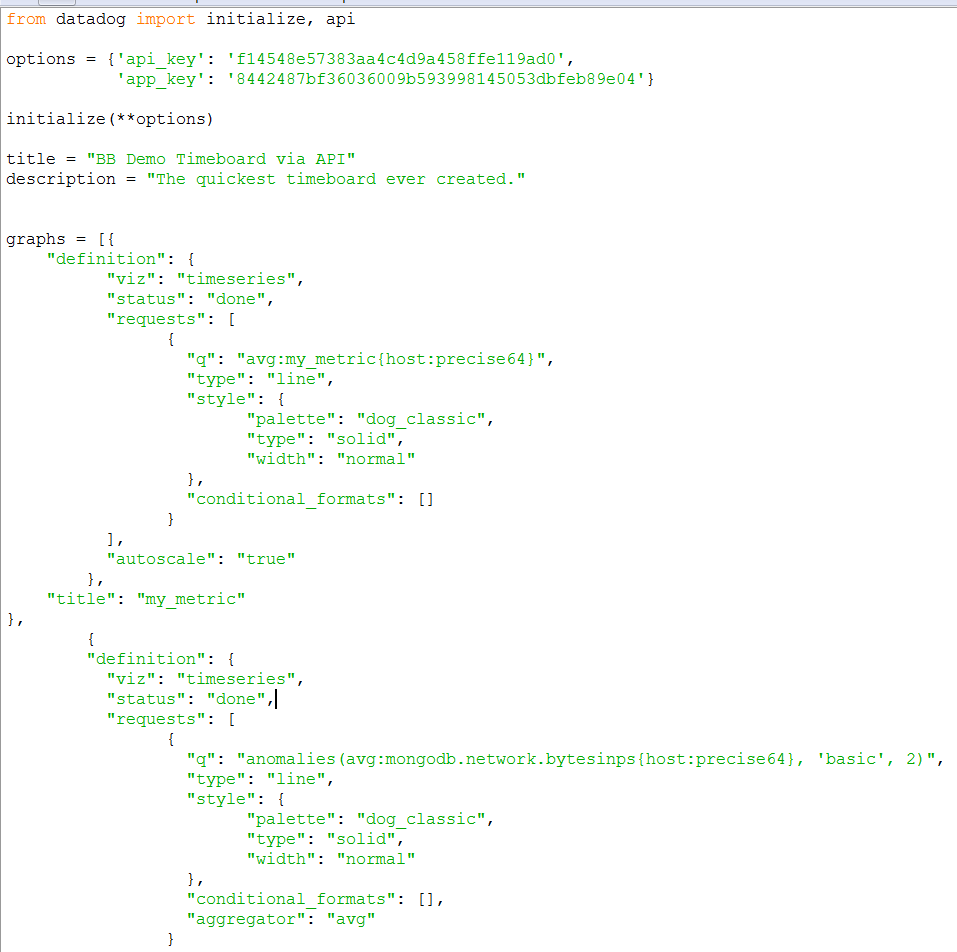 from datadog import initialize, api
options = {'api_key': 'f14548e57383aa4c4d9a458ffe119ad0',
'app_key': '8442487bf36036009b593998145053dbfeb89e04'}
initialize(**options)
title = "BB Demo Timeboard via API"
description = "The quickest timeboard ever created."
graphs = [{
"definition": {
"viz": "timeseries",
"status": "done",
"requests": [
{
"q": "avg:my_metric{host:precise64}",
"type": "line",
"style": {
"palette": "dog_classic",
"type": "solid",
"width": "normal"
},
"conditional_formats": []
}
],
"autoscale": "true"
},
"title": "my_metric"
},
{
"definition": {
"viz": "timeseries",
"status": "done",
"requests": [
{
"q": "anomalies(avg:mongodb.network.bytesinps{host:precise64}, 'basic', 2)",
"type": "line",
"style": {
"palette": "dog_classic",
"type": "solid",
"width": "normal"
},
"conditional_formats": [],
"aggregator": "avg"
}